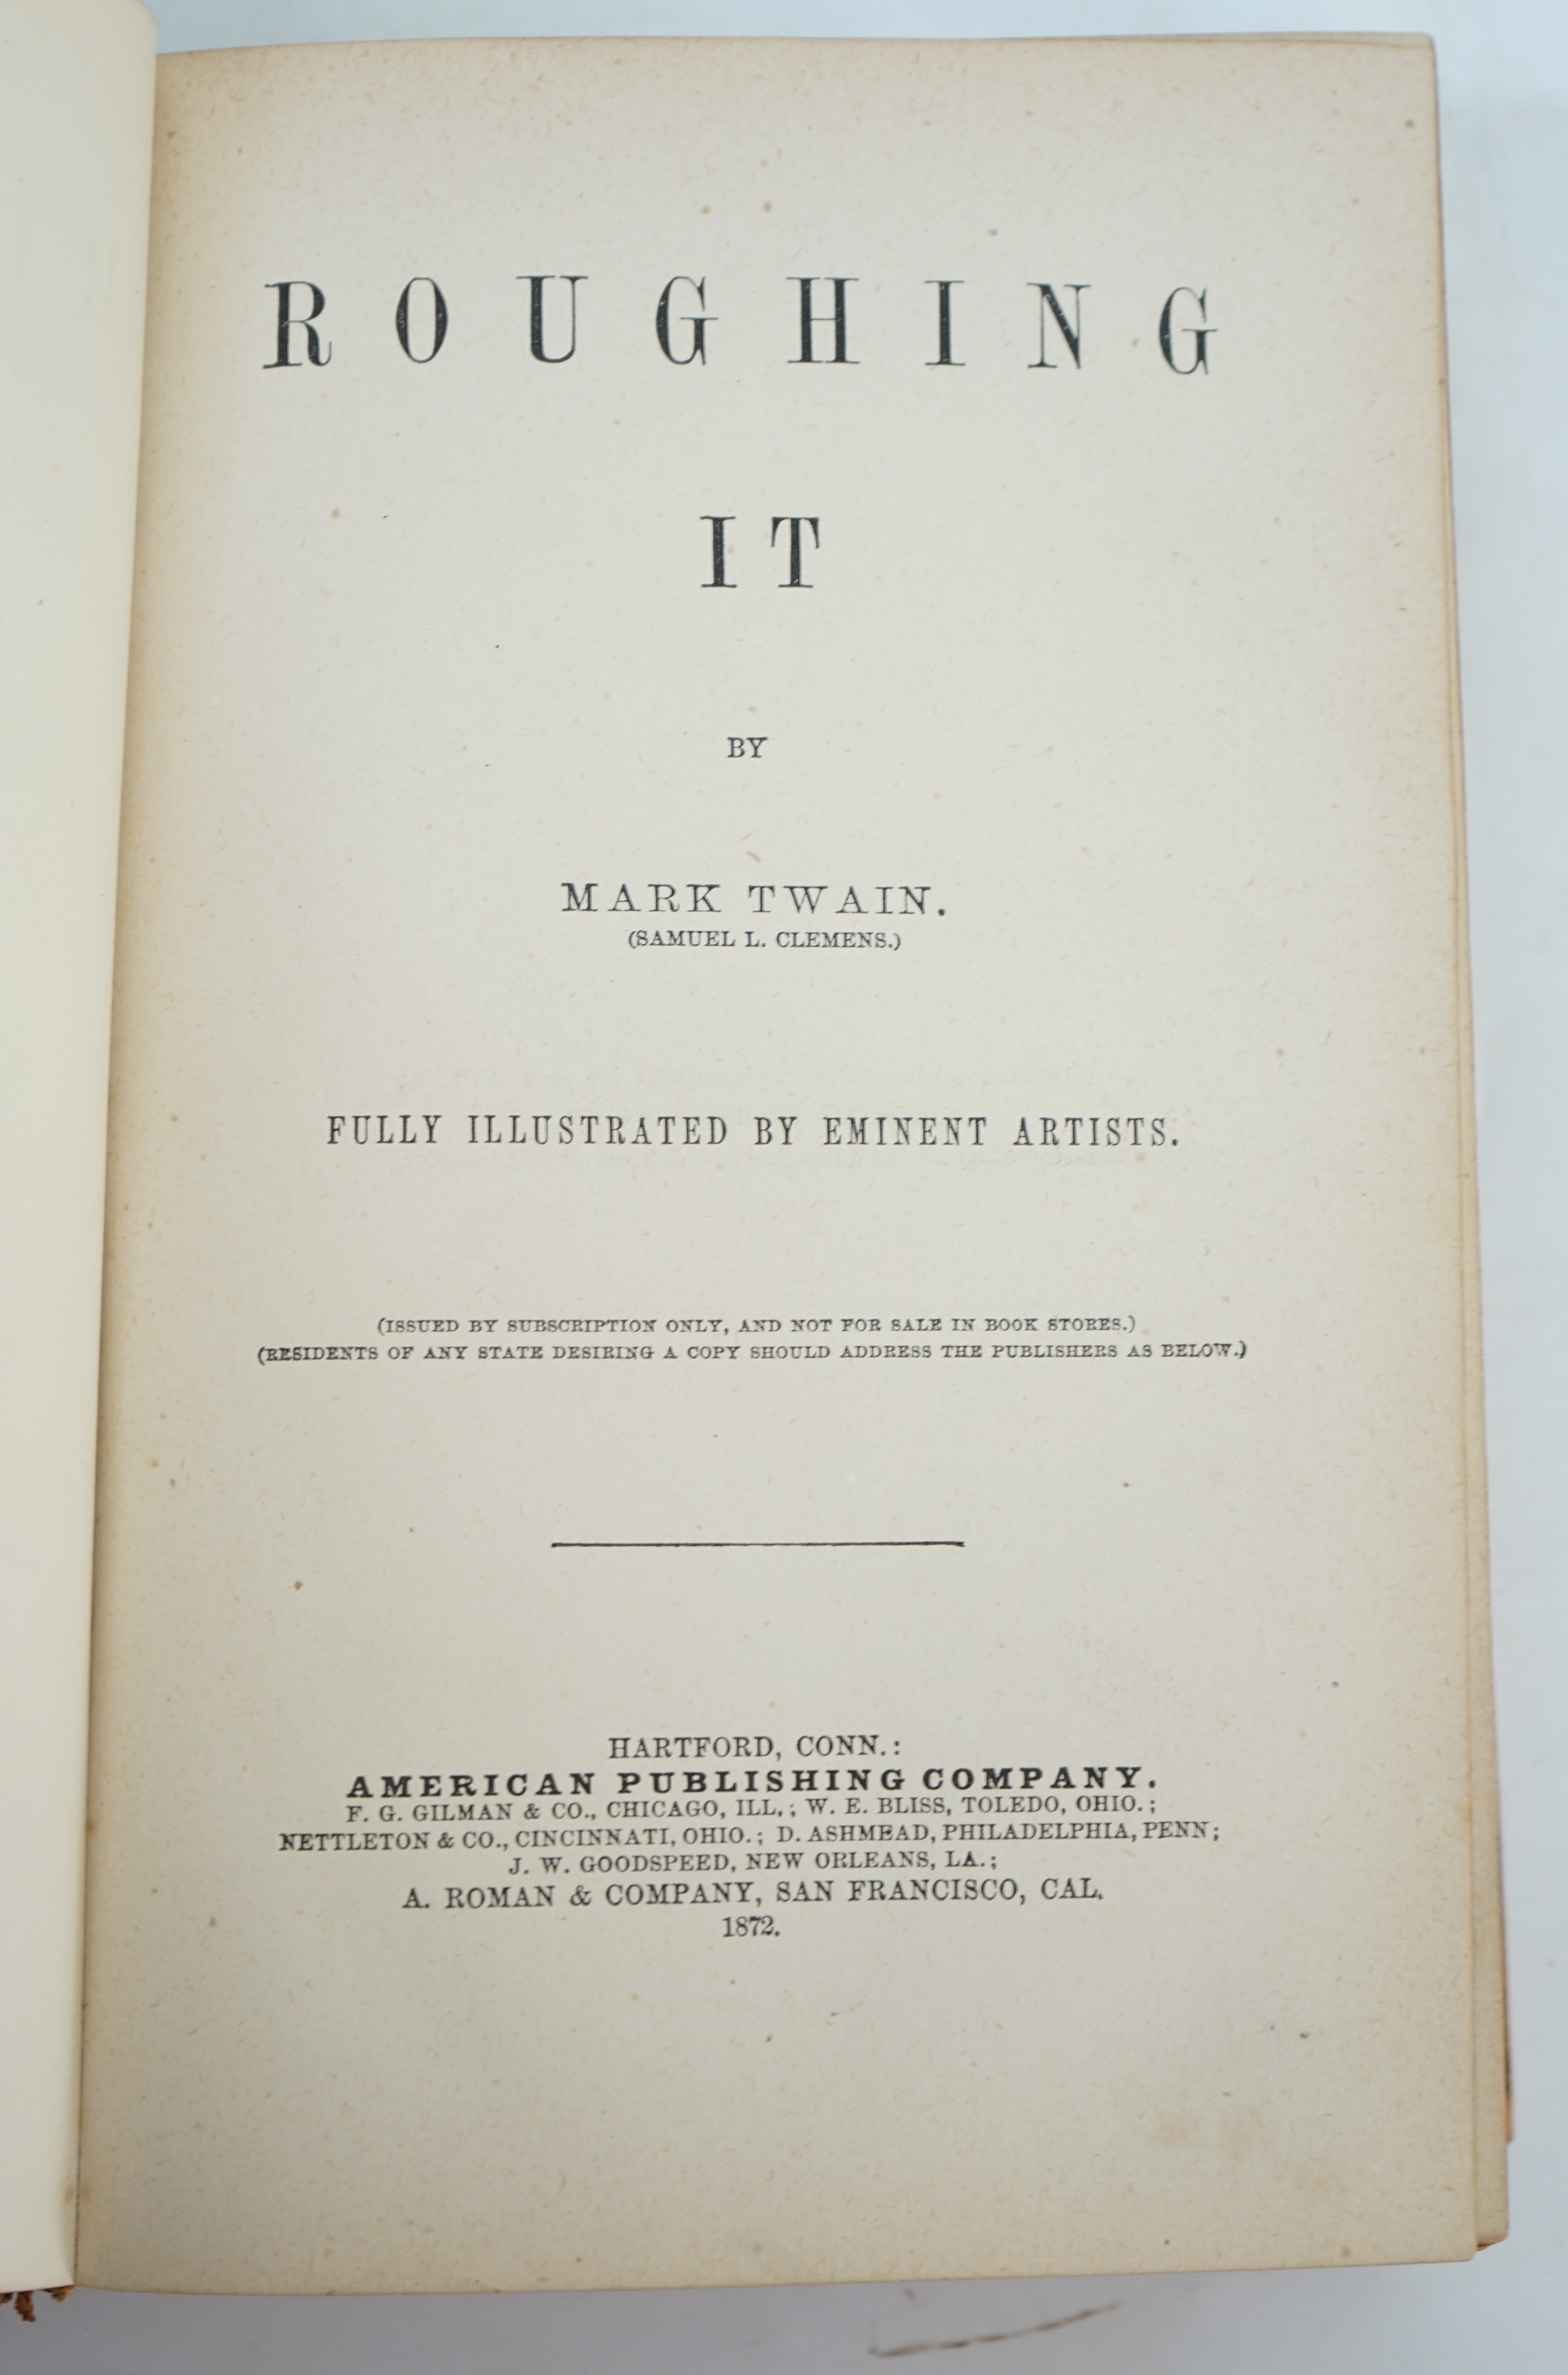 ROUGHING
IT
BY
MARK TWAIN.
(SAMUEL L. CLEMENS.)
FULLY ILLUSTRATED BY EMINENT ARTISTS.
(ISSUED BY SUBSCRIPTION ONLY, AND NOT FOR SALE IN BOOK STORES.)
(RESIDENTS OF ANY STATE DESIRING A COPY SHOULD ADDRESS THE PUBLISHERS AS BELOW.)
HARTFORD, CONN.:
AMERICAN PUBLISHING COMPANY.
F. G. GILMAN & CO., CHICAGO, ILL.; W. E. BLISS, TOLEDO, OHIO.;
NETTLETON & CO., CINCINNATI, OHIO.; D. ASHMEAD, PHILADELPHIA, PENN;
J. W. GOODSPEED, NEW ORLEANS, LA.;
A. ROMAN & COMPANY, SAN FRANCISCO, CAL.
1872.